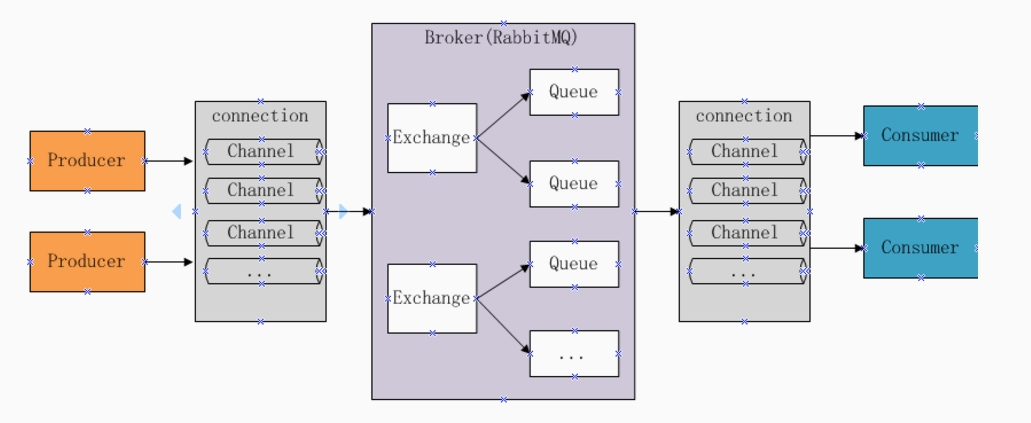 Broker(RabbitMQ)
Producer
Producer
connection
Channel
Channel
Channel
...
Exchange
Queue
Queue
Exchange
Queue
...
connection
Channel
Channel
Channel
...
Consumer
Consumer